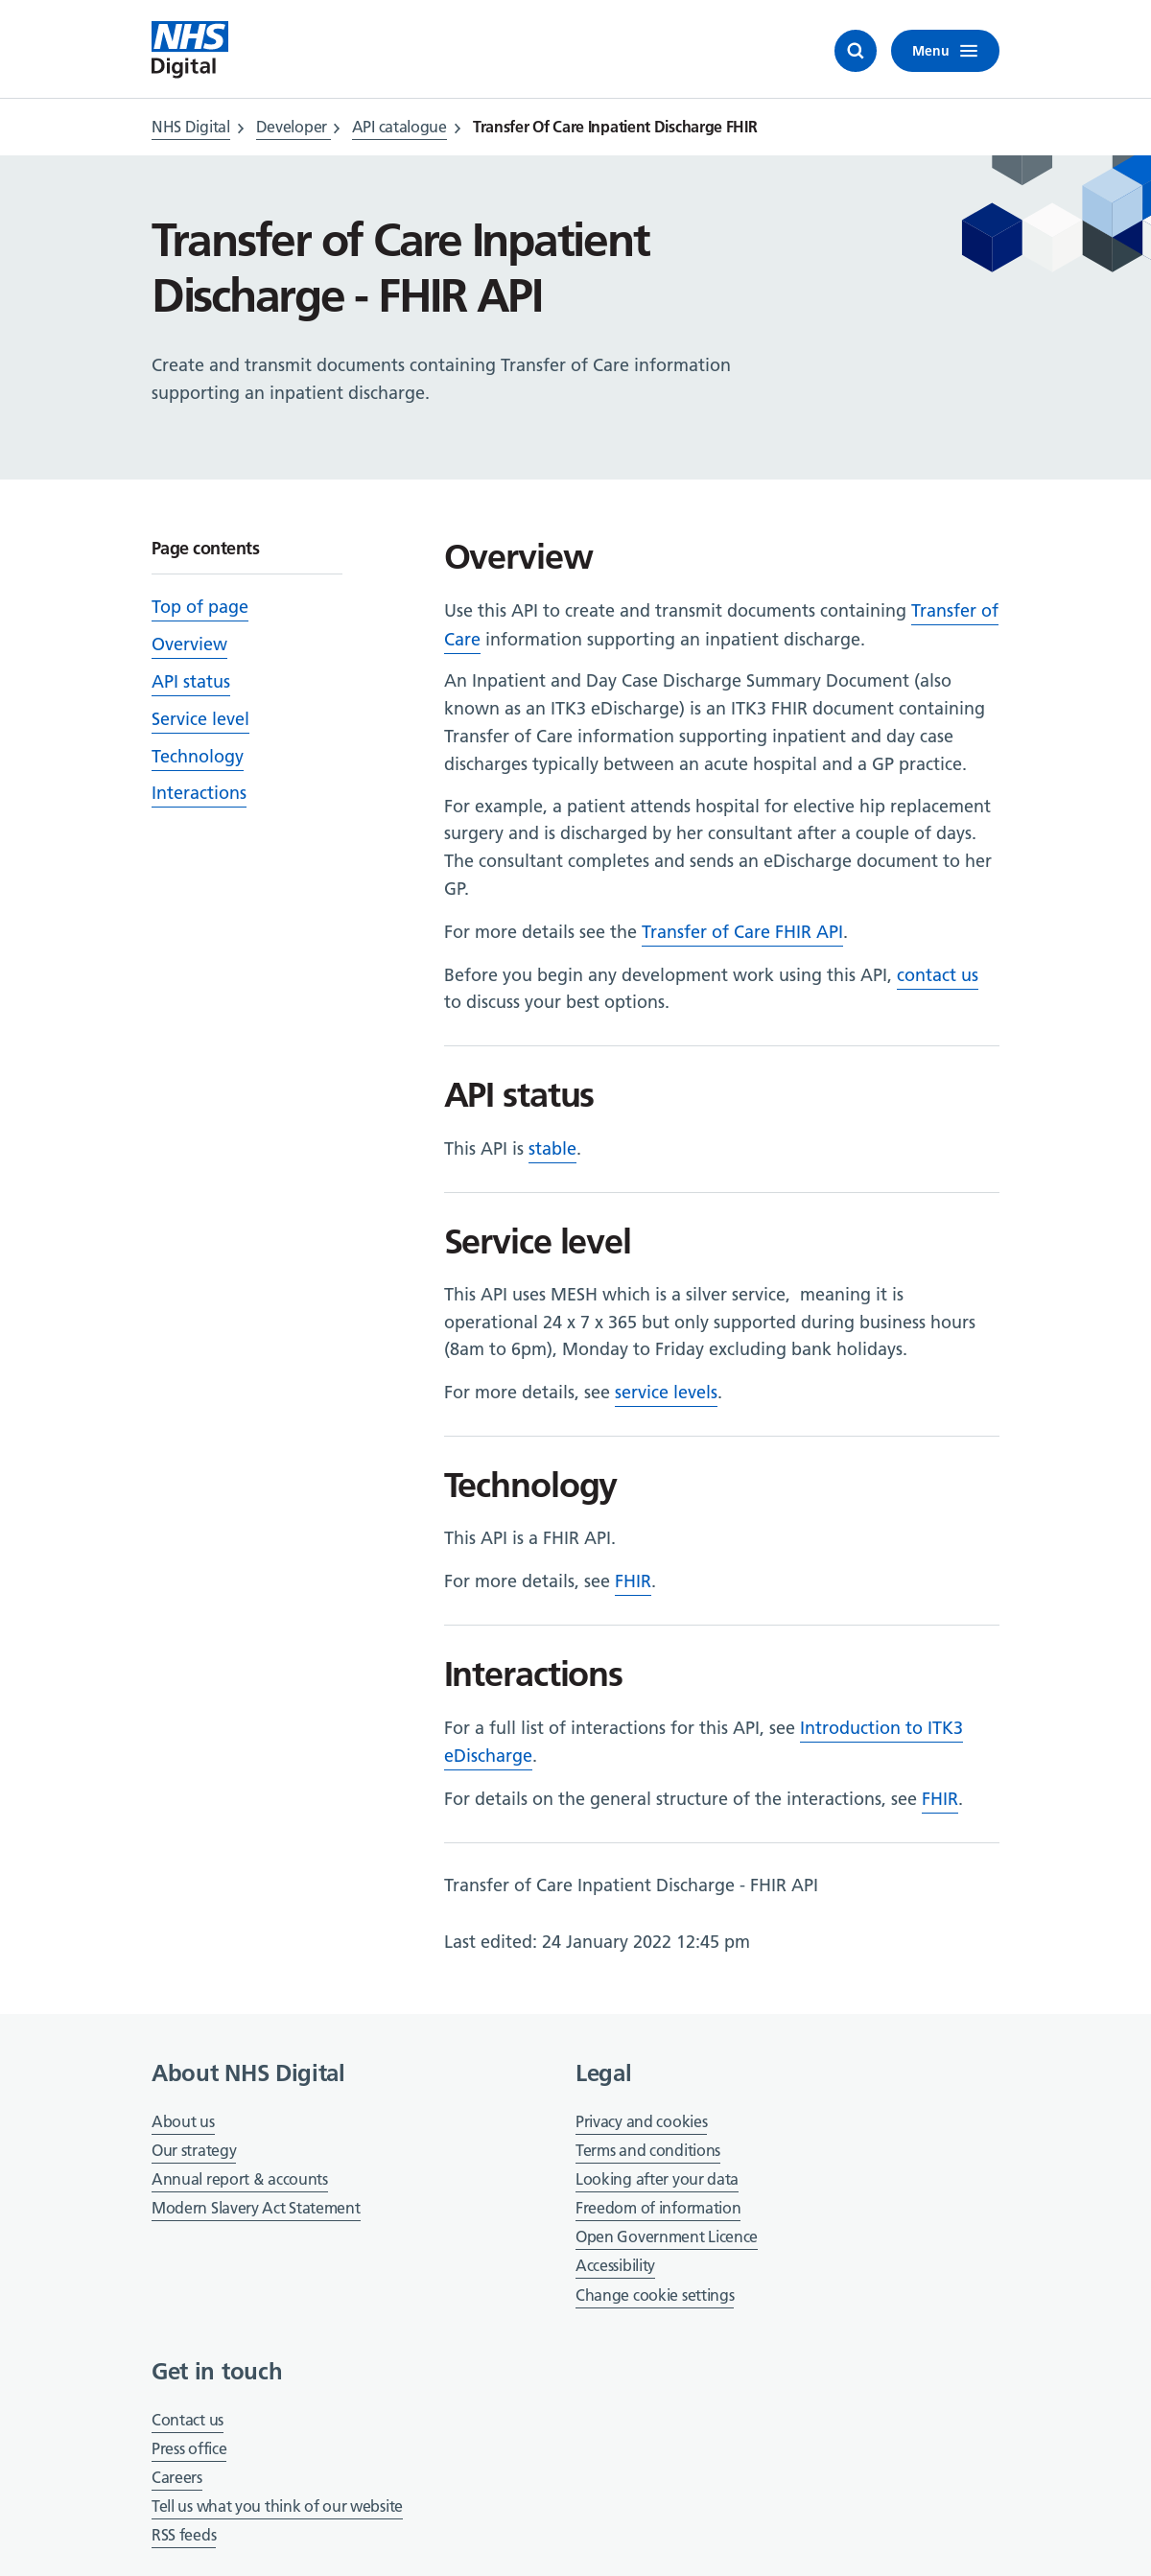 NHS
Digital
Menu
NHS Digital > Developer > API catalogue > Transfer Of Care Inpatient Discharge FHIR
Transfer of Care Inpatient
Discharge - FHIR API
Create and transmit documents containing Transfer of Care information
supporting an inpatient discharge.
Page contents
Top of page
Overview
API status
Service level
Technology
Interactions
Overview
Use this API to create and transmit documents containing Transfer of
Care information supporting an inpatient discharge.
An Inpatient and Day Case Discharge Summary Document (also
known as an ITK3 eDischarge) is an ITK3 FHIR document containing
Transfer of Care information supporting inpatient and day case
discharges typically between an acute hospital and a GP practice.
For example, a patient attends hospital for elective hip replacement
surgery and is discharged by her consultant after a couple of days.
The consultant completes and sends an eDischarge document to her
GP.
For more details see the Transfer of Care FHIR API.
Before you begin any development work using this API, contact us
to discuss your best options.
API status
This API is stable.
Service level
This API uses MESH which is a silver service,  meaning it is
operational 24 x 7 x 365 but only supported during business hours
(8am to 6pm), Monday to Friday excluding bank holidays.
For more details, see service levels.
Technology
This API is a FHIR API.
For more details, see FHIR.
Interactions
For a full list of interactions for this API, see Introduction to ITK3
eDischarge.
For details on the general structure of the interactions, see FHIR.
Transfer of Care Inpatient Discharge - FHIR API
Last edited: 24 January 2022 12:45 pm
About NHS Digital
About us
Our strategy
Annual report & accounts
Modern Slavery Act Statement
Legal
Privacy and cookies
Terms and conditions
Looking after your data
Freedom of information
Open Government Licence
Accessibility
Change cookie settings
Get in touch
Contact us
Press office
Careers
Tell us what you think of our website
RSS feeds